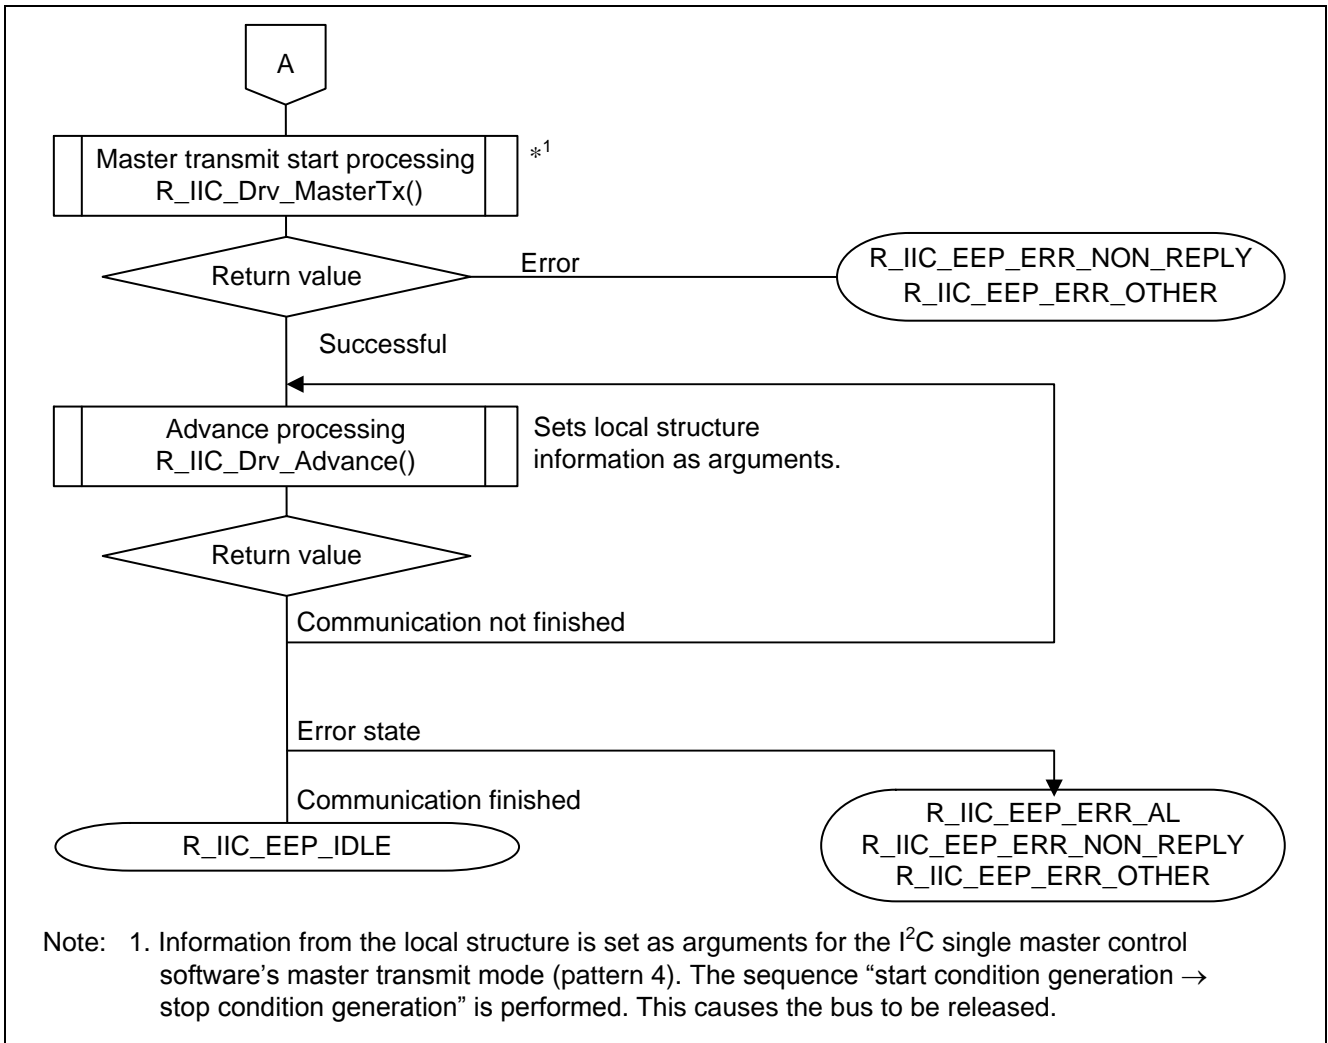 A
Master transmit start processing
R_IIC_Drv_MasterTx()
*1
Return value
Error
R_IIC_EEP_ERR_NON_REPLY
R_IIC_EEP_ERR_OTHER
Successful
Advance processing
R_IIC_Drv_Advance()
Sets local structure
information as arguments.
Return value
Communication not finished
Error state
Communication finished
R_IIC_EEP_IDLE
R_IIC_EEP_ERR_AL
R_IIC_EEP_ERR_NON_REPLY
R_IIC_EEP_ERR_OTHER
Note: 1. Information from the local structure is set as arguments for the I²C single master control
software’s master transmit mode (pattern 4). The sequence “start condition generation →
stop condition generation” is performed. This causes the bus to be released.